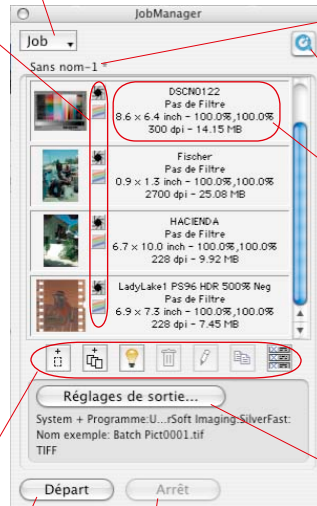 JobManager
Job
Sans nom-1 *
DSCN0122
Pas de Filtre
8.6 × 6.4 inch - 100.0%,100.0%
300 dpi - 14.15 MB
Fischer
Pas de Filtre
0.9 × 1.3 inch - 100.0%,100.0%
2700 dpi - 25.08 MB
HACIENDA
Pas de Filtre
6.7 × 10.0 inch - 100.0%,100.0%
228 dpi - 9.92 MB
LadyLake1 PS96 HDR 500% Neg
Pas de Filtre
6.9 × 7.3 inch - 100.0%,100.0%
228 dpi - 7.45 MB
Réglages de sortie...
System + Programme:U...rSoft Imaging:SilverFast:
Nom exemple: Batch Pict0001.tif
TIFF
Départ
Arrêt